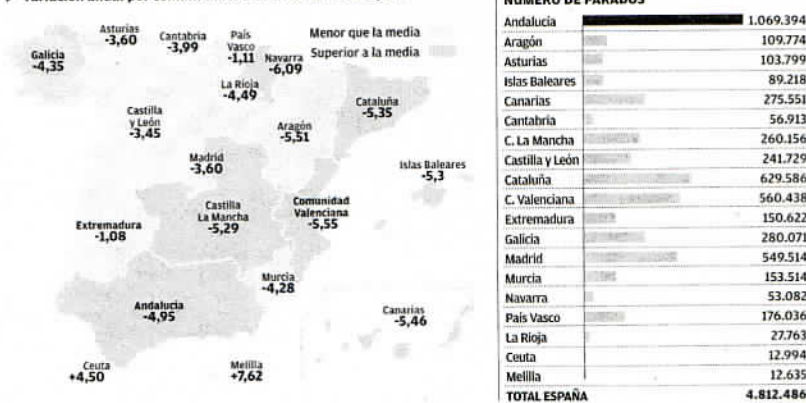 Asturias
-3,60
Cantabria
-3,99
País
Vasco
-1,11
Menor que la media
Superior a la media
Galicia
-4,35
Navarra
-6,09
La Rioja
-4,49
Cataluña
-5,35
Castilla
y León
-3,45
Aragón
-5,51
Madrid
-3,60
Islas Baleares
-5,3
Castilla
La Mancha
-5,29
Comunidad
Valenciana
-5,55
Extremadura
-1,08
Murcia
-4,28
Andalucía
-4,95
Canarias
-5,46
Ceuta
+4,50
Melilla
+7,62
NÚMERO DE PARADOS
Andalucía 1.069.394
Aragón 109.774
Asturias 103.799
Islas Baleares 89.218
Canarias 275.551
Cantabria 56.913
C. La Mancha 260.156
Castilla y León 241.729
Cataluña 629.586
C. Valenciana 560.438
Extremadura 150.622
Galicia 280.071
Madrid 549.514
Murcia 153.514
Navarra 53.082
País Vasco 176.036
La Rioja 27.763
Ceuta 12.994
Melilla 12.635
TOTAL ESPAÑA 4.812.486